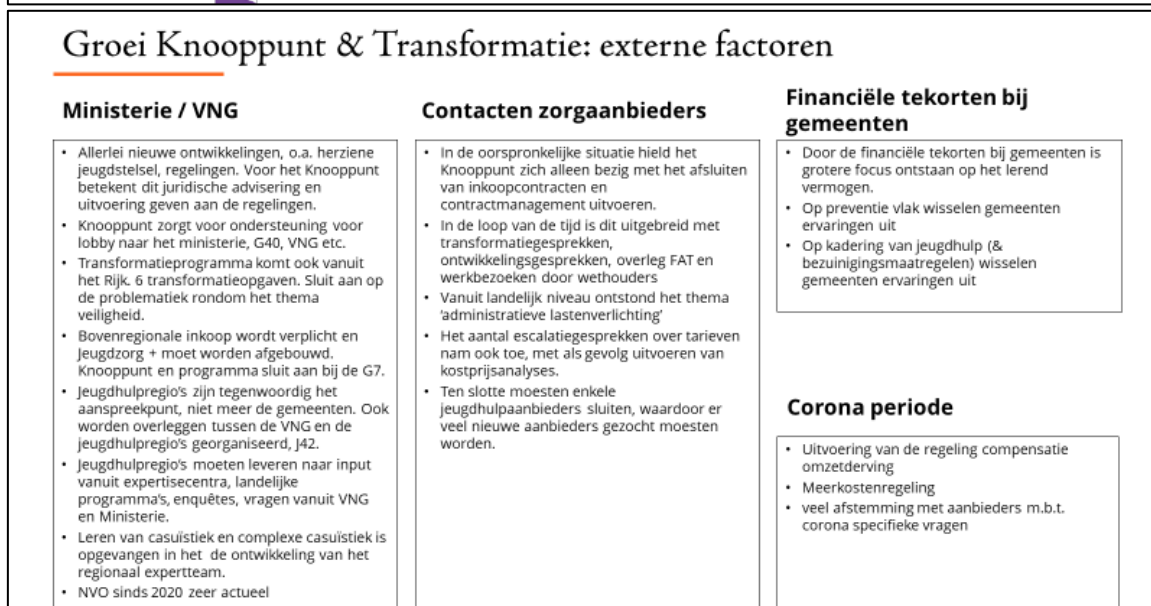 Groei Knooppunt & Transformatie: externe factoren
Ministerie / VNG
• Allerlei nieuwe ontwikkelingen, o.a. herziene
jeugdstelsel, regelingen. Voor het Knooppunt
betekent dit juridische advisering en
uitvoering geven aan de regelingen.
• Knooppunt zorgt voor ondersteuning voor
lobby naar het ministerie, G40, VNG etc.
• Transformatieprogramma komt ook vanuit
het Rijk. 6 transformatieopgaven. Sluit aan op
de problematiek rondom het thema
veiligheid.
• Bovenregionale inkoop wordt verplicht en
Jeugdzorg + moet worden afgebouwd.
Knooppunt en programma sluit aan bij de G7.
• Jeugdhulpregio's zijn tegenwoordig het
aanspreekpunt, niet meer de gemeenten. Ook
worden overleggen tussen de VNG en de
jeugdhulpregio's georganiseerd, J42.
• Jeugdhulpregio's moeten leveren naar input
vanuit expertisecentra, landelijke
programma's, enquêtes, vragen vanuit VNG
en Ministerie.
• Leren van casuïstiek en complexe casuïstiek is
opgevangen in het de ontwikkeling van het
regionaal expertteam.
• NVO sinds 2020 zeer actueel
Contacten zorgaanbieders
• In de oorspronkelijke situatie hield het
Knooppunt zich alleen bezig met het afsluiten
van inkoopcontracten en
contractmanagement uitvoeren.
• In de loop van de tijd is dit uitgebreid met
transformatiegesprekken,
ontwikkelingsgesprekken, overleg FAT en
werkbezoeken door wethouders
• Vanuit landelijk niveau ontstond het thema
'administratieve lastenverlichting'
• Het aantal escalatiegesprekken over tarieven
nam ook toe, met als gevolg uitvoeren van
kostprijsanalyses.
• Ten slotte moesten enkele
jeugdhulpaanbieders sluiten, waardoor er
veel nieuwe aanbieders gezocht moesten
worden.
Financiële tekorten bij
gemeenten
• Door de financiële tekorten bij gemeenten is
grotere focus ontstaan op het lerend
vermogen.
• Op preventie vlak wisselen gemeenten
ervaringen uit
• Op kadering van jeugdhulp (&
bezuinigingsmaatregelen) wisselen
gemeenten ervaringen uit
Corona periode
• Uitvoering van de regeling compensatie
omzetderving
• Meerkostenregeling
• veel afstemming met aanbieders m.b.t.
corona specifieke vragen